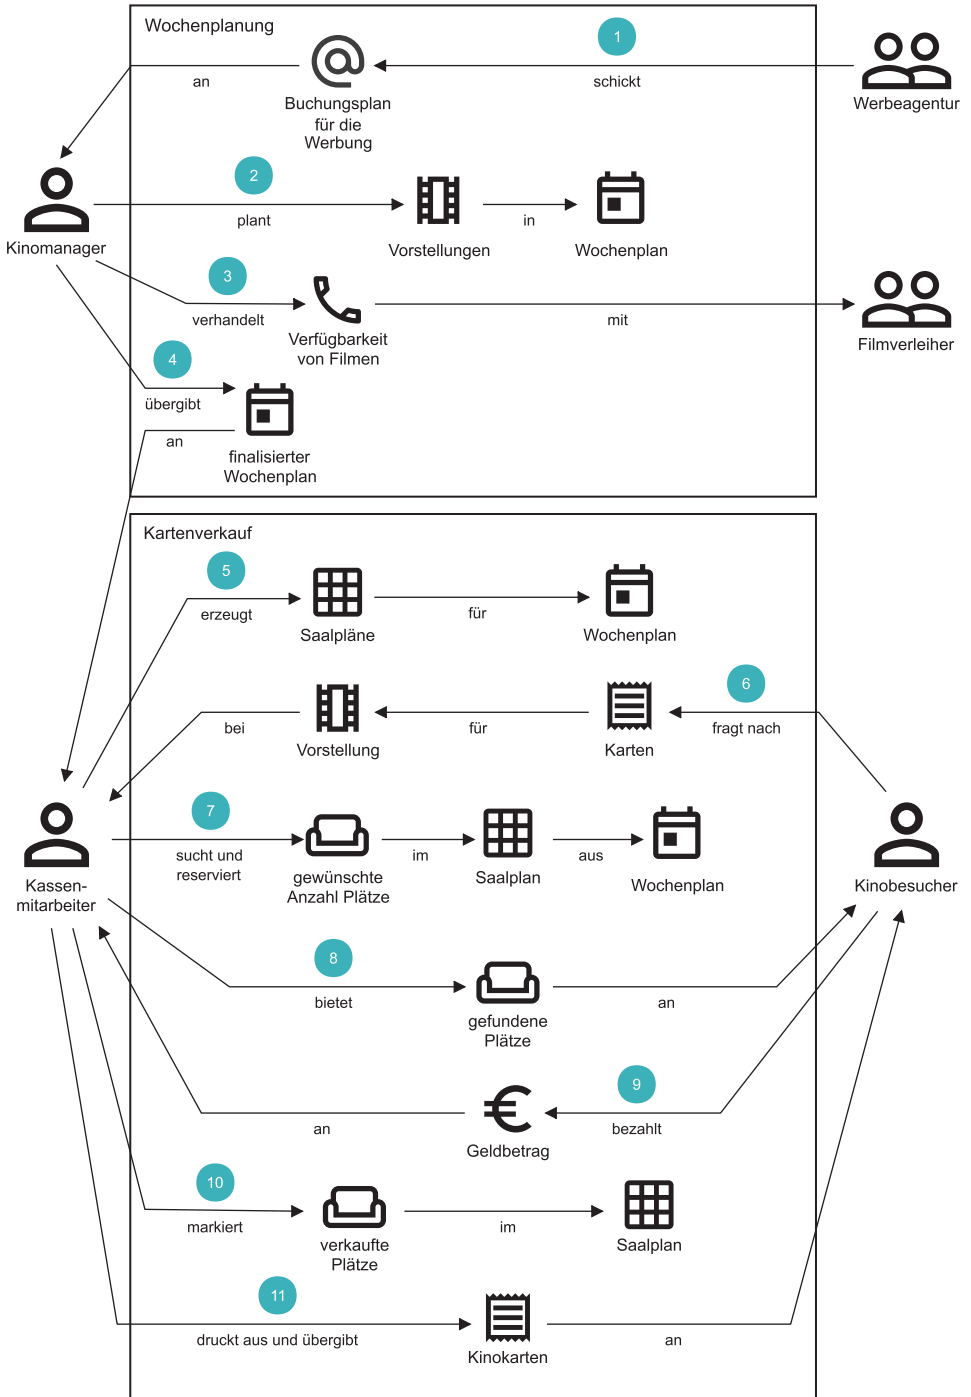 Wochenplanung
1
an
schickt
Buchungsplan
für die
Werbung
Werbeagentur
2
plant
in
Kinomanager
Vorstellungen
Wochenplan
3
verhandelt
mit
Verfügbarkeit
von Filmen
Filmverleiher
4
übergibt
an
finalisierter
Wochenplan
Kartenverkauf
5
erzeugt
für
Saalpläne
Wochenplan
6
bei
für
fragt nach
Vorstellung
Karten
7
sucht und
reserviert
im
aus
gewünschte
Anzahl Plätze
Saalplan
Wochenplan
Kassen-
mitarbeiter
Kinobesucher
8
bietet
an
gefundene
Plätze
9
an
bezahlt
Geldbetrag
10
markiert
im
verkaufte
Plätze
Saalplan
11
druckt aus und übergibt
an
Kinokarten